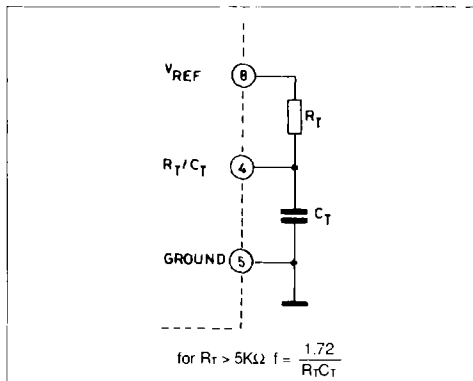 VREF 8
RT
RT/CT 4
CT
GROUND 5
for RT > 5KΩ f = 1.72
RTCT